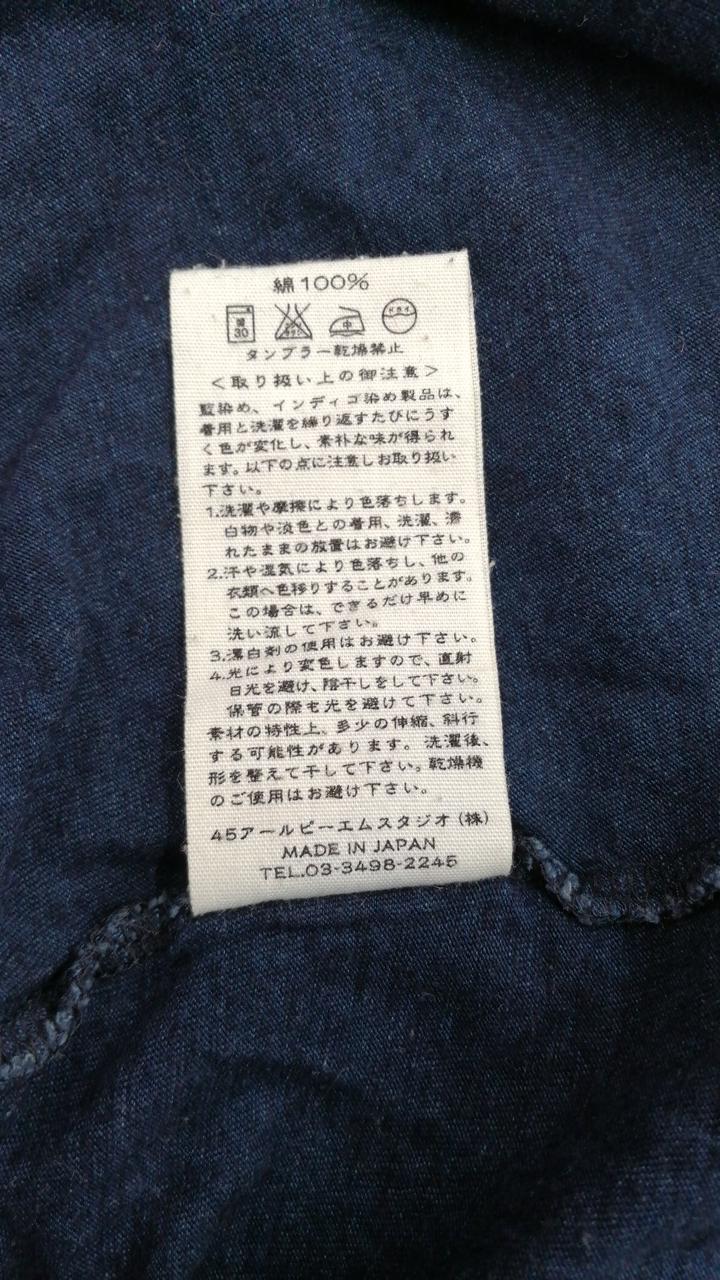 綿100%
弱
30
エンソ
サラシ
中
ドライ
タンブラー乾燥禁止
＜取り扱い上の御注意＞
藍染め、インディゴ染め製品は、
着用と洗濯を繰り返すたびにうす
く色が変化し、素朴な味が得られ
ます。以下の点に注意しお取り扱い
下さい。
1.洗濯や摩擦により色落ちします。
白物や淡色との着用、洗濯、濡
れたままの放置はお避け下さい。
2.汗や湿気により色落ちし、他の
衣類へ色移りすることがあります。
この場合は、できるだけ早めに
洗い流して下さい。
3.漂白剤の使用はお避け下さい。
4.光により変色しますので、直射
日光を避け、陰干しをして下さい。
保管の際も光を避けて下さい。
素材の特性上、多少の伸縮、斜行
する可能性があります。洗濯後、
形を整えて干して下さい。乾燥機
のご使用はお避け下さい。
45アールピーエムスタジオ(株)
MADE IN JAPAN
TEL.03-3498-2245